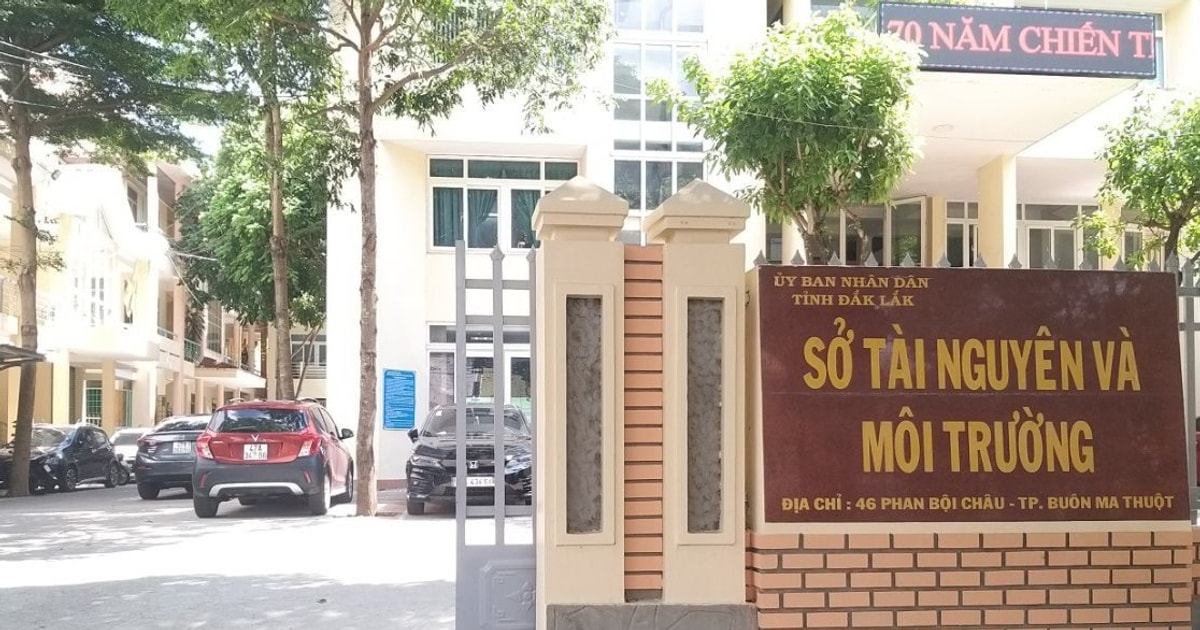 70 NĂM CHIẾN T
ỦY BAN NHÂN DÂN
TỈNH ĐẮK LẮK
SỞ TÀI NGUYÊN VÀ
MÔI TRƯỜNG
ĐỊA CHỈ : 46 PHAN BỘI CHÂU - TP. BUÔN MA THUỘT
47A